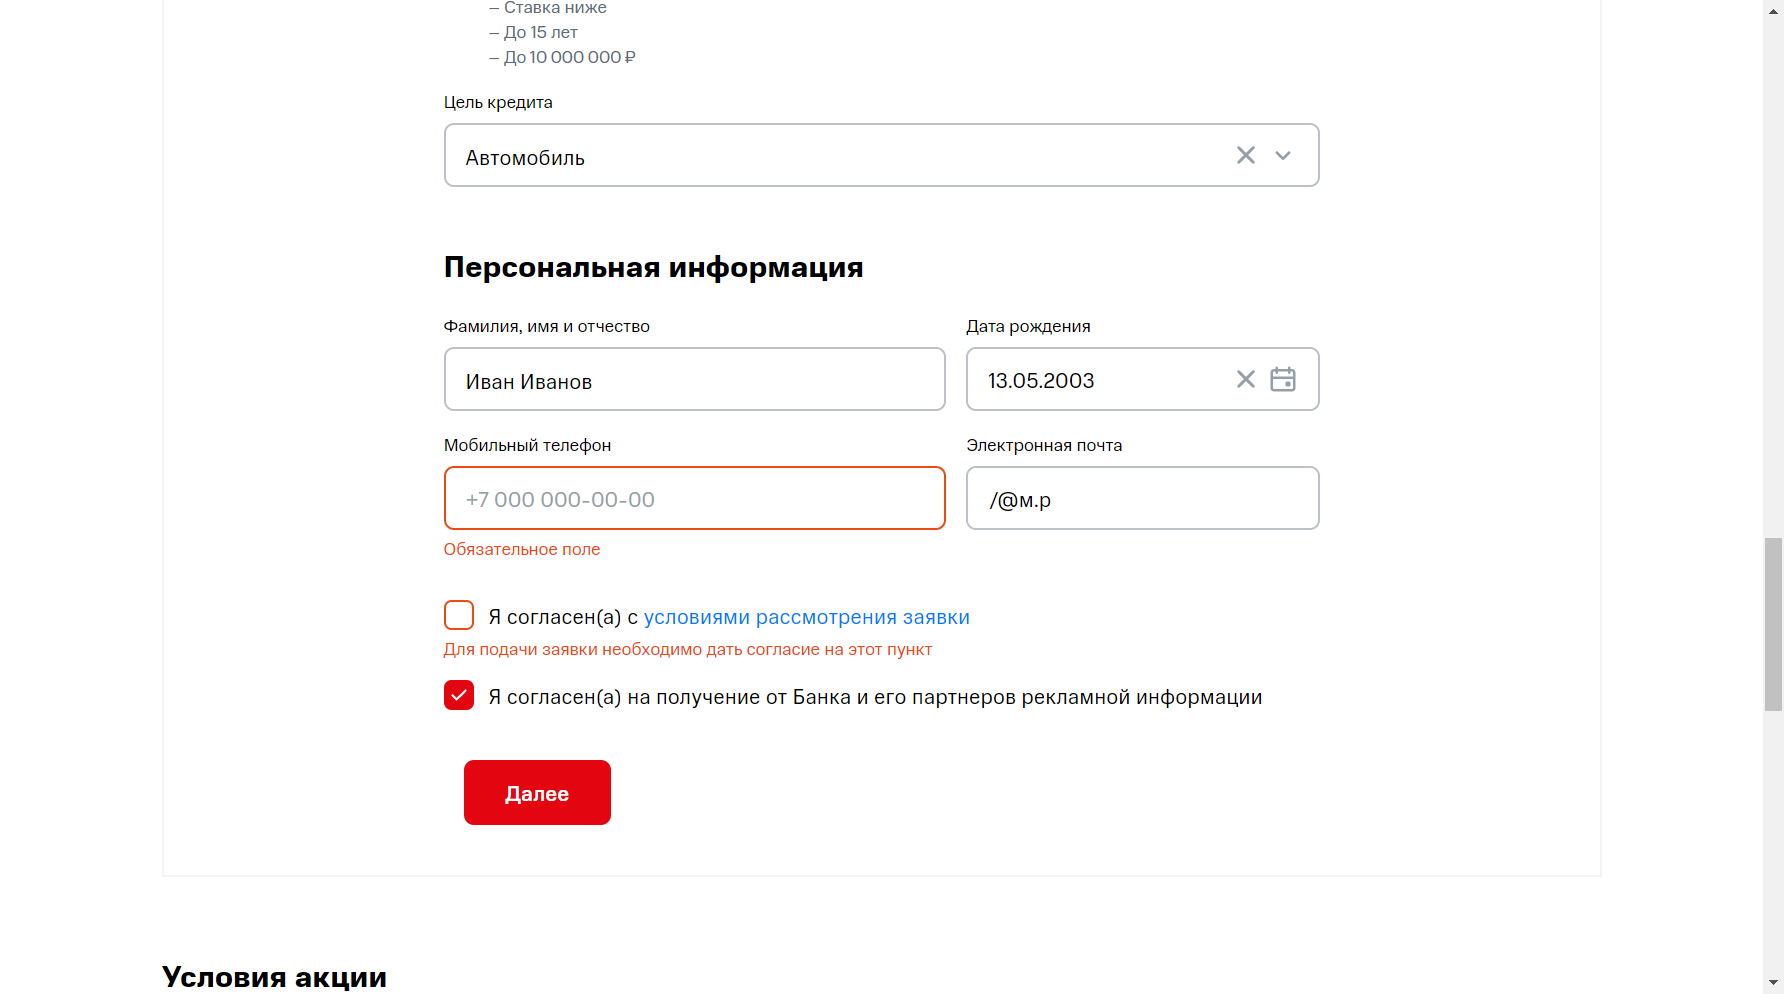 – Ставка ниже
– До 15 лет
– До 10 000 000 ₽
Цель кредита
Автомобиль
Персональная информация
Фамилия, имя и отчество
Иван Иванов
Дата рождения
13.05.2003
Мобильный телефон
+7 000 000-00-00
Обязательное поле
Электронная почта
/@м.р
Я согласен(а) с условиями рассмотрения заявки
Для подачи заявки необходимо дать согласие на этот пункт
Я согласен(а) на получение от Банка и его партнеров рекламной информации
Далее
Условия акции